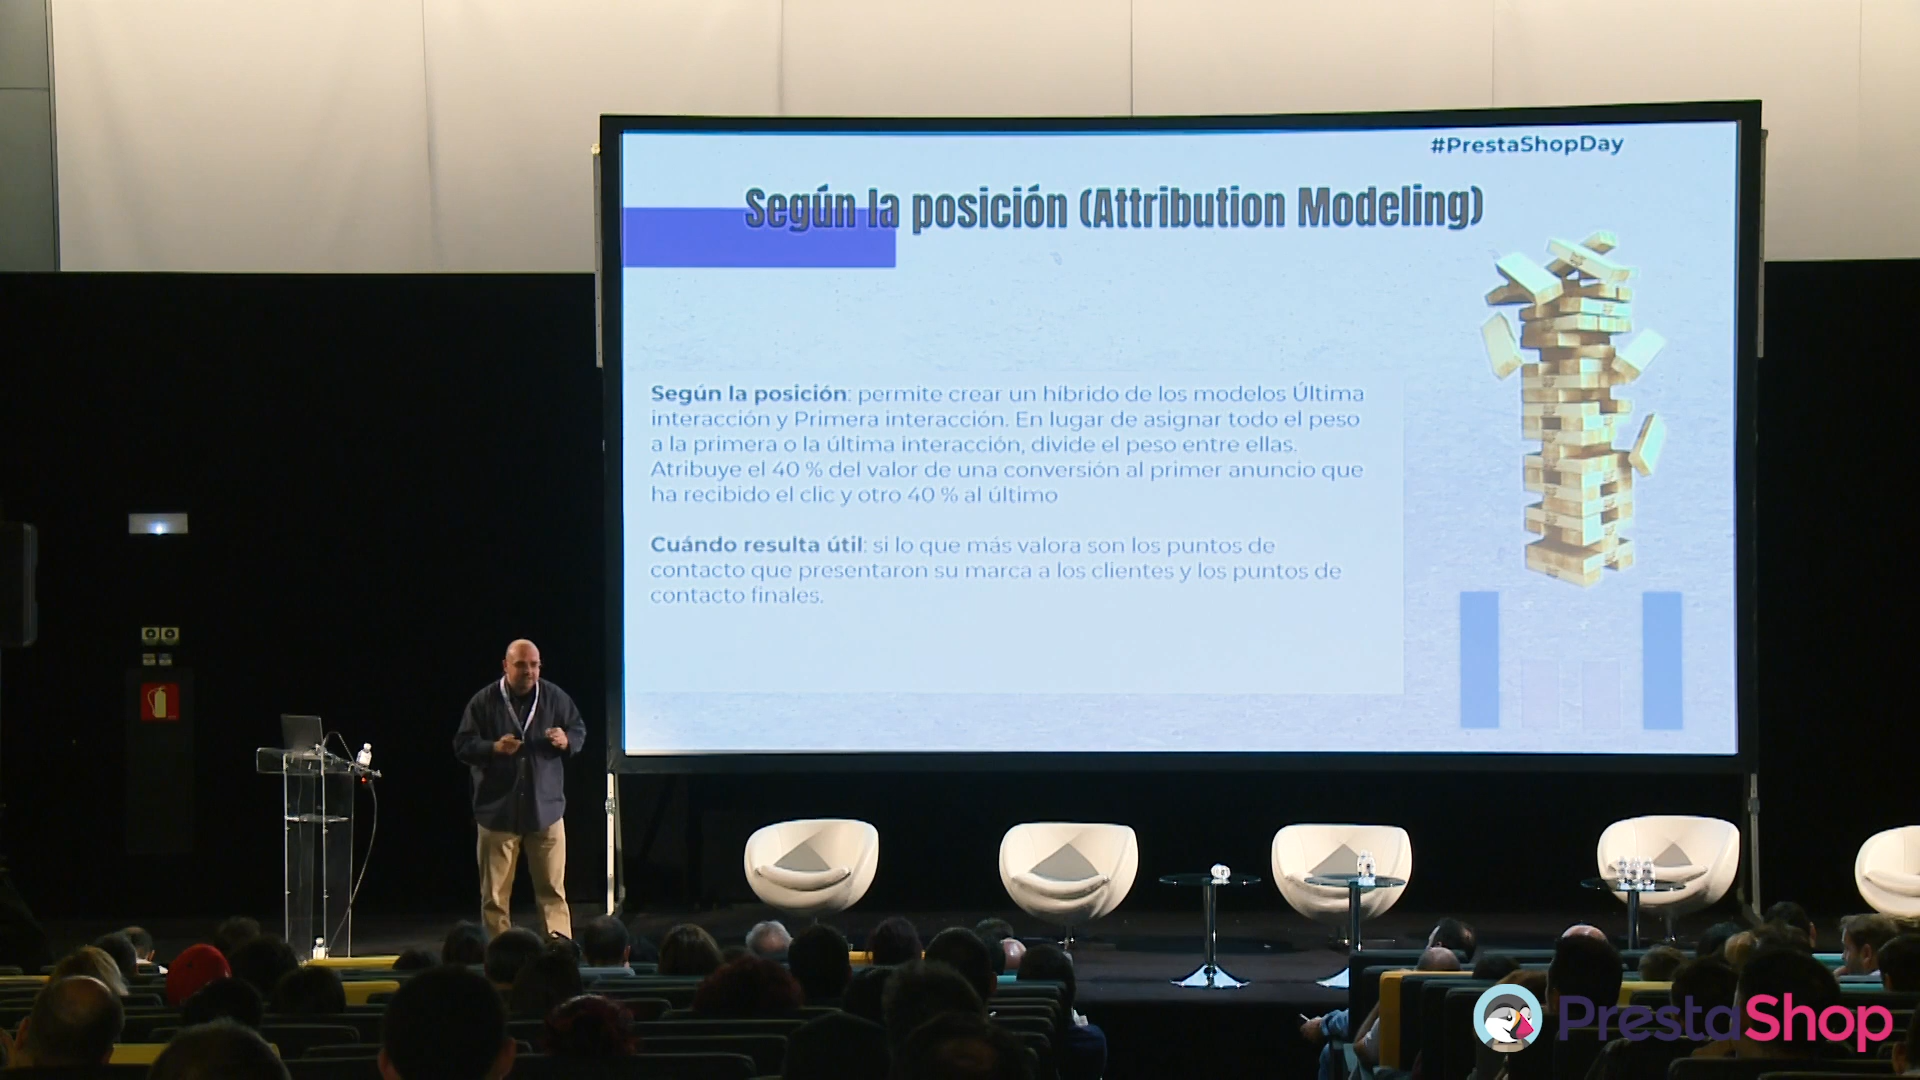 #PrestaShopDay
Según la posición (Attribution Modeling)
Según la posición: permite crear un híbrido de los modelos Última
interacción y Primera interacción. En lugar de asignar todo el peso
a la primera o la última interacción, divide el peso entre ellas.
Atribuye el 40 % del valor de una conversión al primer anuncio que
ha recibido el clic y otro 40 % al último
Cuándo resulta útil: si lo que más valora son los puntos de
contacto que presentaron su marca a los clientes y los puntos de
contacto finales.
PrestaShop